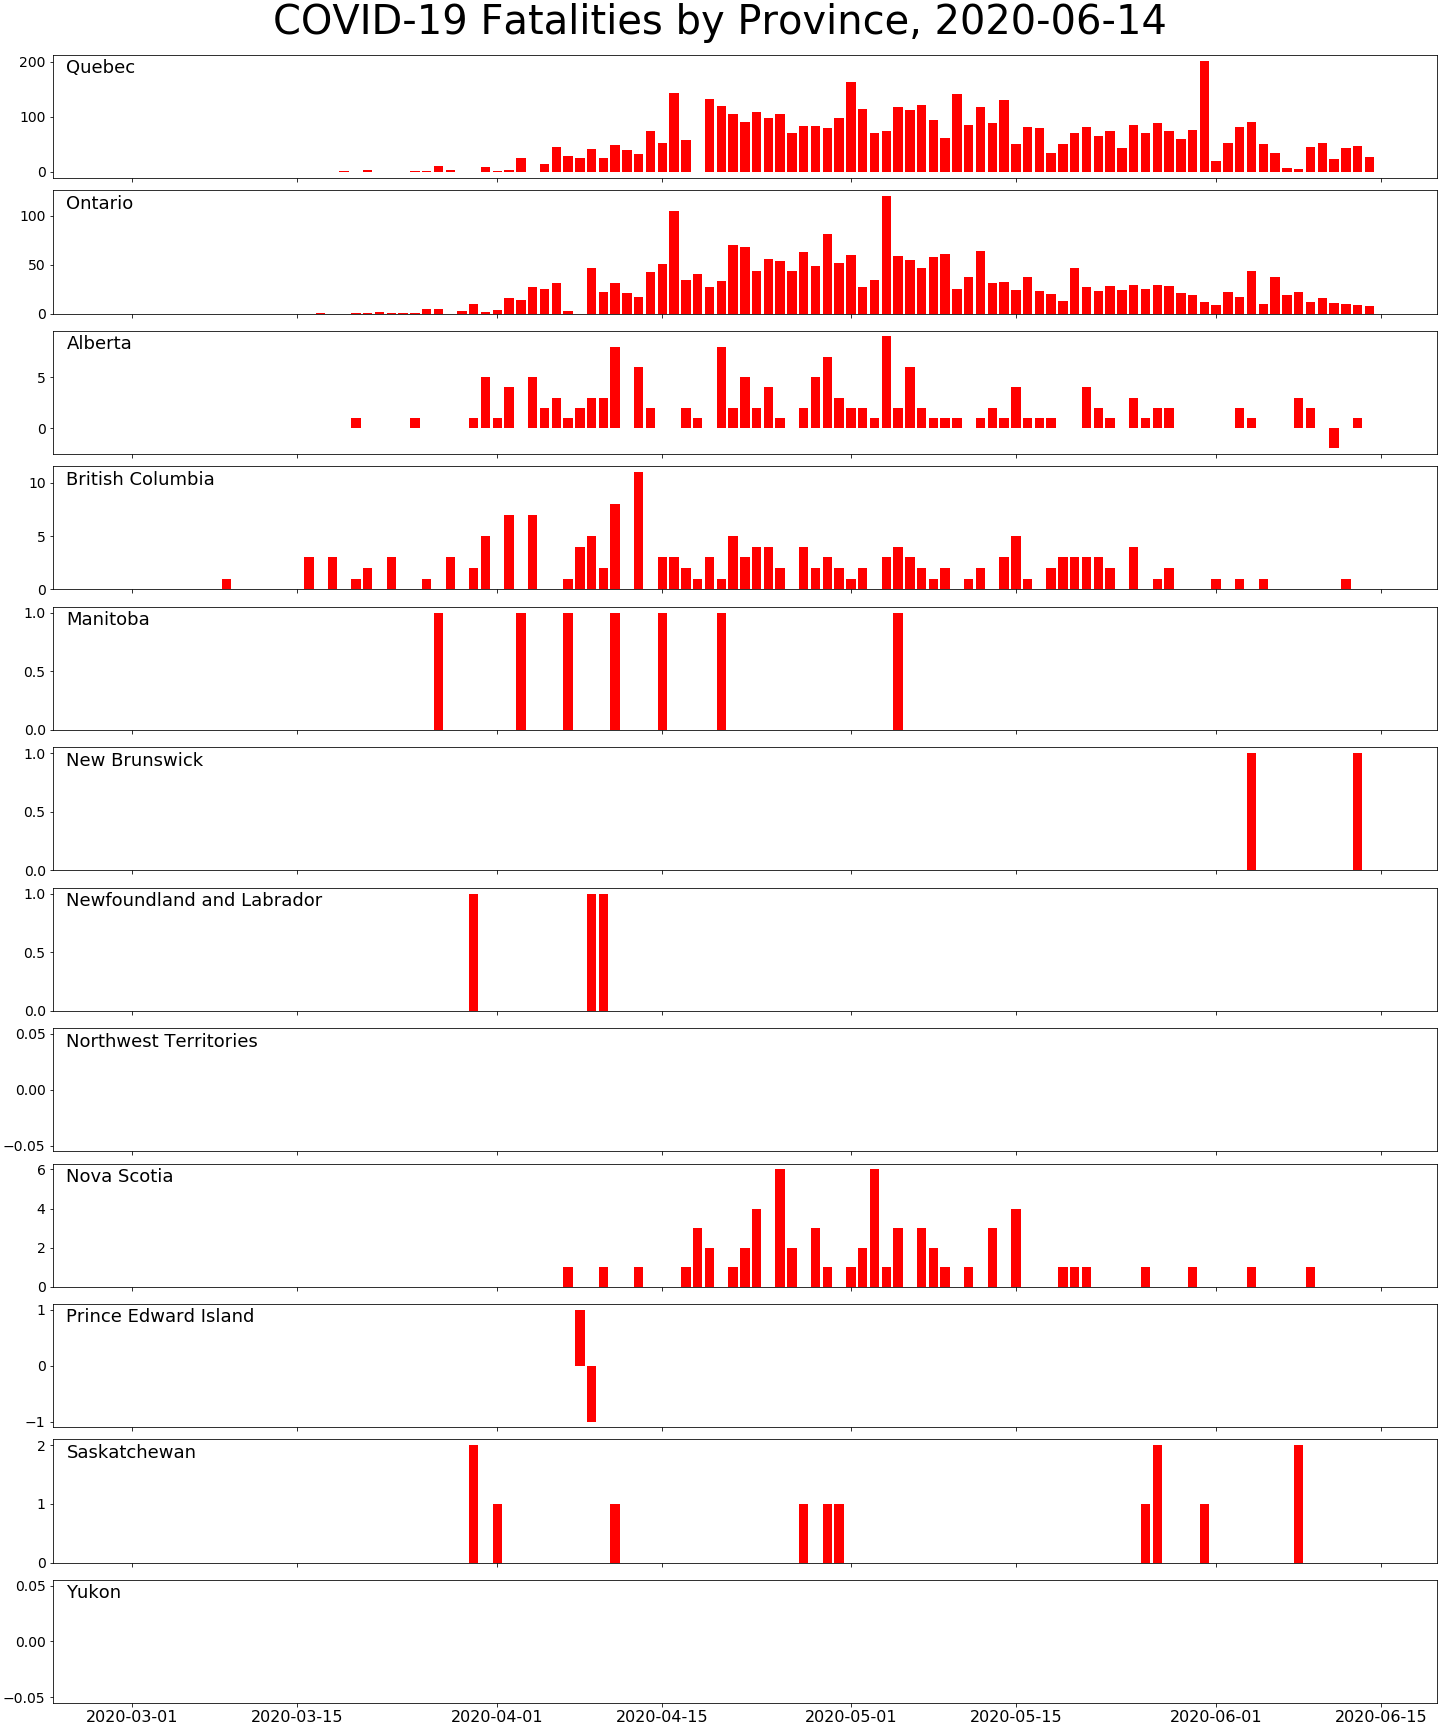 COVID-19 Fatalities by Province, 2020-06-14
Quebec
200
100
0
Ontario
100
50
0
Alberta
5
0
British Columbia
10
5
0
Manitoba
1.0
0.5
0.0
New Brunswick
1.0
0.5
0.0
Newfoundland and Labrador
1.0
0.5
0.0
Northwest Territories
0.05
0.00
−0.05
Nova Scotia
6
4
2
0
Prince Edward Island
1
0
−1
Saskatchewan
2
1
0
Yukon
0.05
0.00
−0.05
2020-03-01 2020-03-15 2020-04-01 2020-04-15 2020-05-01 2020-05-15 2020-06-01 2020-06-15